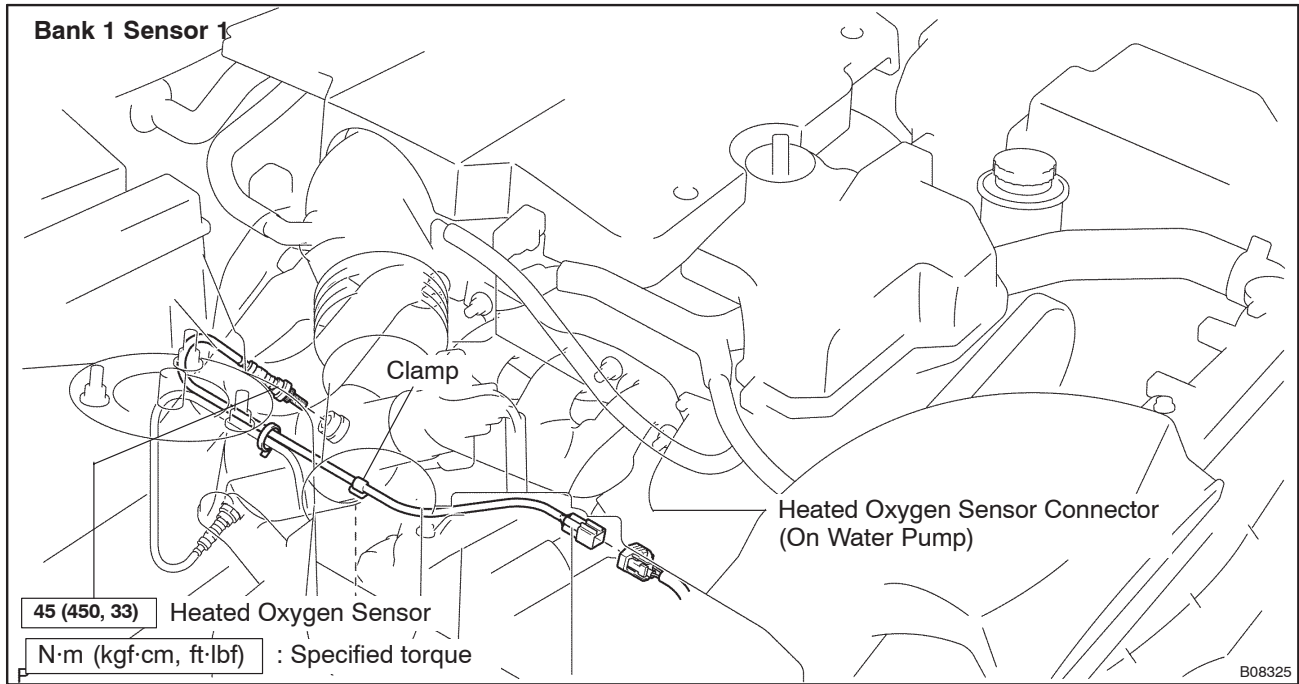 Bank 1 Sensor 1
Clamp
Heated Oxygen Sensor Connector
(On Water Pump)
45 (450, 33) Heated Oxygen Sensor
N·m (kgf·cm, ft·lbf) : Specified torque
P
B08325